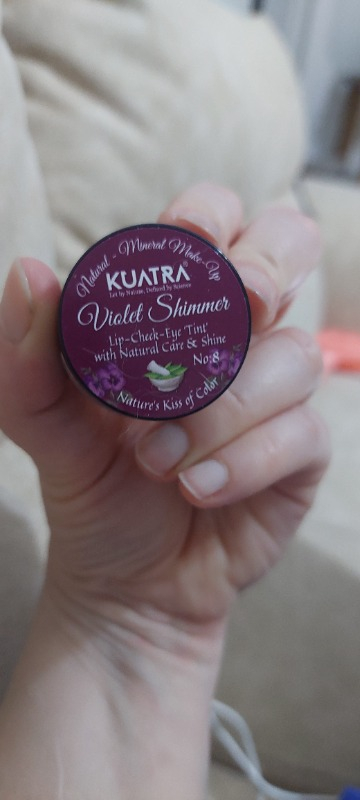 Natural - Mineral Make-Up
KUATRA®
Led by Nature, Defined by Science
Violet Shimmer
Lip-Cheek-Eye 'Tint'
with Natural Care & Shine
No:8
Nature's Kiss of Color